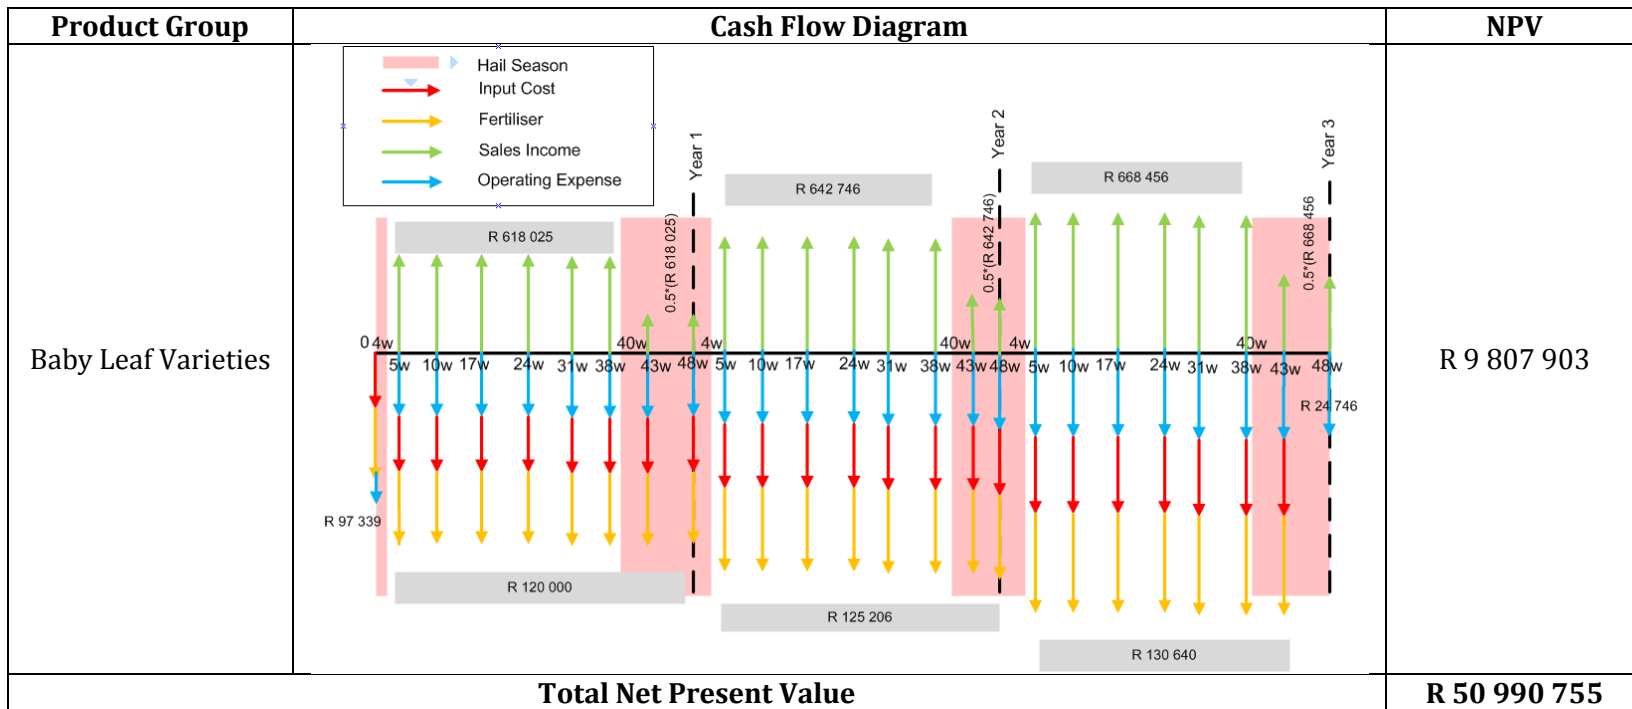 Product Group
Cash Flow Diagram
NPV
Hail Season
Input Cost
Fertiliser
Sales Income
Operating Expense
Year 1
Year 2
Year 3
R 618 025
R 642 746
R 668 456
0.5*(R 618 025)
0.5*(R 642 746)
0.5*(R 668 456
0 4w 40w 4w 40w 4w 40w
5w 10w 17w 24w 31w 38w 43w 48w 5w 10w 17w 24w 31w 38w 43w 48w 5w 10w 17w 24w 31w 38w 43w 48w
Baby Leaf Varieties
R 9 807 903
R 24 746
R 97 339
R 120 000
R 125 206
R 130 640
Total Net Present Value
R 50 990 755